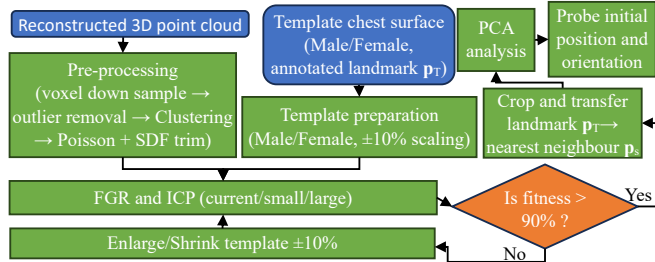 Reconstructed 3D point cloud
Pre-processing
(voxel down sample →
outlier removal → Clustering
→ Poisson + SDF trim)
Template chest surface
(Male/Female,
annotated landmark pT)
Template preparation
(Male/Female, ±10% scaling)
FGR and ICP (current/small/large)
Enlarge/Shrink template ±10%
Is fitness >
90% ?
Yes
No
Crop and transfer
landmark pT→
nearest neighbour ps
PCA
analysis
Probe initial
position and
orientation